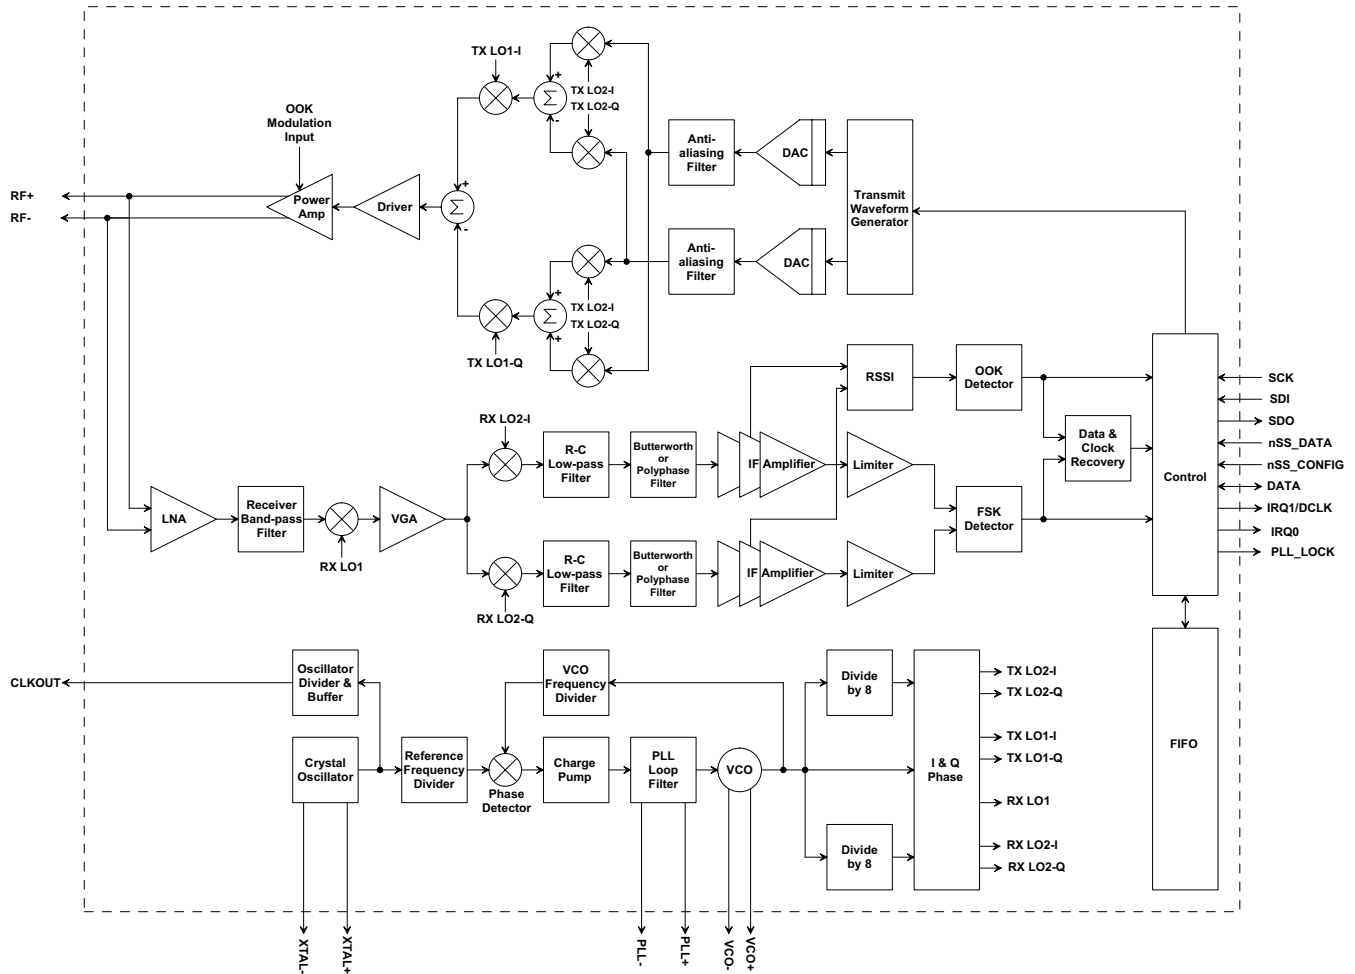 TX LO1-I
+
Σ
-
TX LO2-I
TX LO2-Q
OOK
Modulation
Input
Anti-
aliasing
Filter
DAC
RF+
RF-
Power
Amp
Driver
+
Σ
-
Transmit
Waveform
Generator
Anti-
aliasing
Filter
DAC
+
Σ
+
TX LO2-I
TX LO2-Q
TX LO1-Q
RSSI
OOK
Detector
SCK
SDI
SDO
nSS_DATA
nSS_CONFIG
DATA
IRQ1/DCLK
IRQ0
PLL_LOCK
RX LO2-I
R-C
Low-pass
Filter
Butterworth
or
Polyphase
Filter
IF Amplifier
Limiter
Data &
Clock
Recovery
Control
LNA
Receiver
Band-pass
Filter
RX LO1
VGA
FSK
Detector
R-C
Low-pass
Filter
Butterworth
or
Polyphase
Filter
IF Amplifier
Limiter
RX LO2-Q
CLKOUT
Oscillator
Divider &
Buffer
VCO
Frequency
Divider
Divide
by 8
TX LO2-I
TX LO2-Q
TX LO1-I
TX LO1-Q
RX LO1
RX LO2-I
RX LO2-Q
FIFO
Crystal
Oscillator
Reference
Frequency
Divider
Phase
Detector
Charge
Pump
PLL
Loop
Filter
VCO
I & Q
Phase
Divide
by 8
XTAL-
XTAL+
PLL-
PLL+
VCO-
VCO+